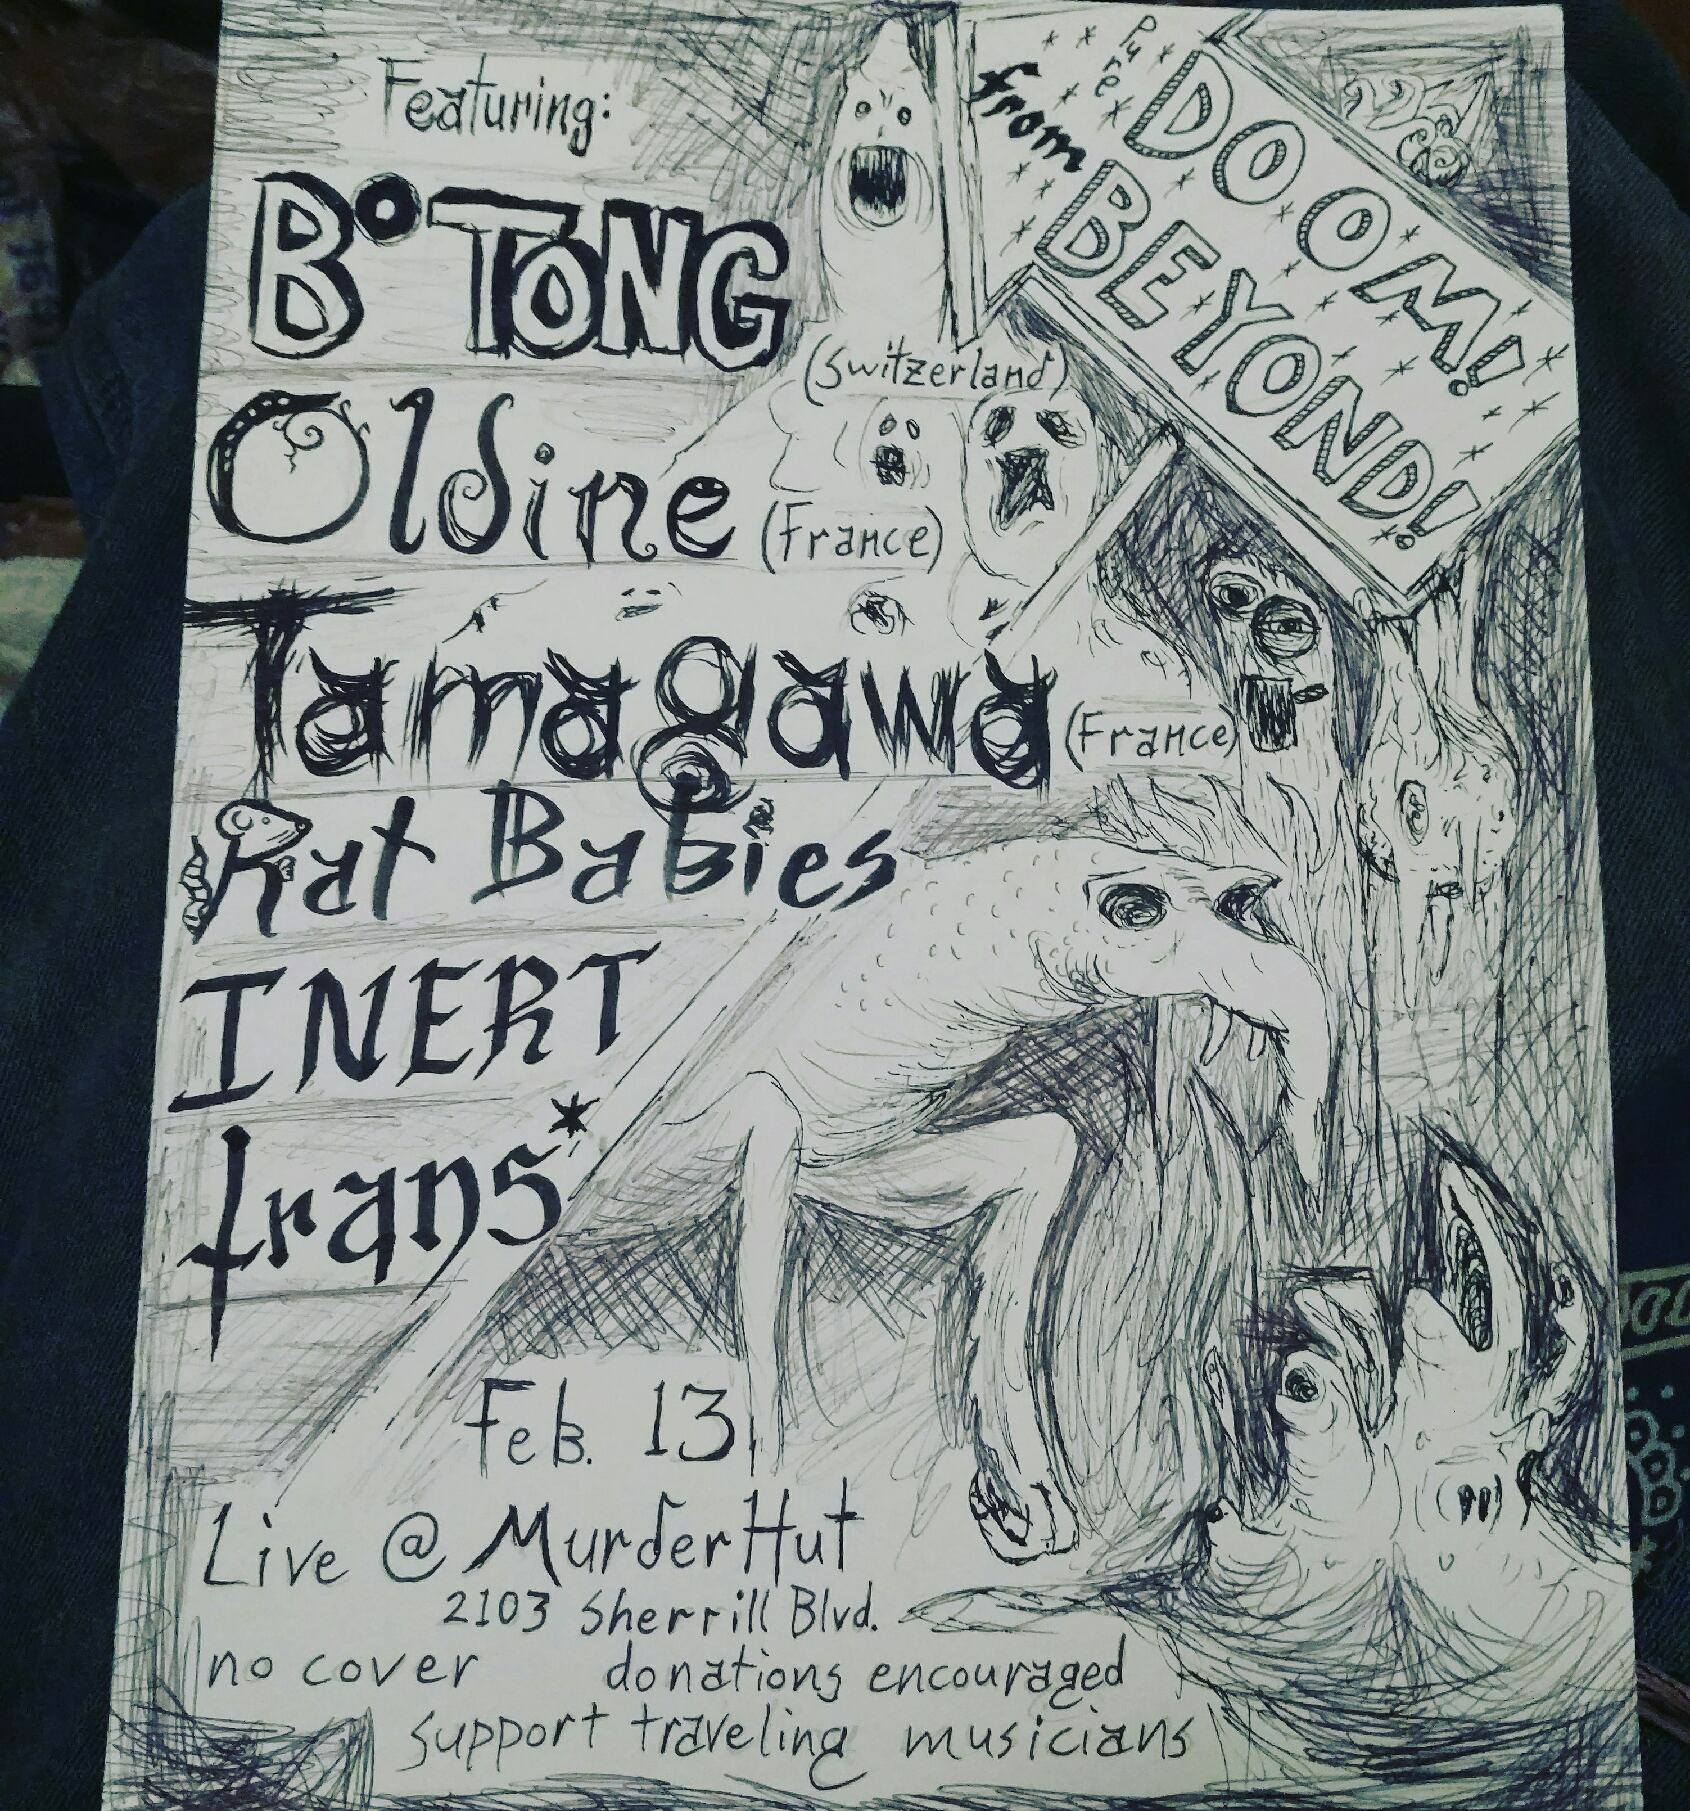 Pure DOOM!
from BEYOND!
Featuring:
B°TONG
(Switzerland)
Oldine (France)
Tamagawa (France)
Rat Babies
INERT
trans*
Feb. 13
Live @ MurderHut
2103 Sherrill Blvd.
no cover donations encouraged
support traveling musicians